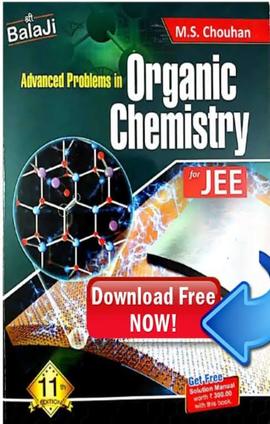 श्री
BalaJi
M.S. Chouhan
Advanced Problems in
Organic
Chemistry
for JEE
Download Free
NOW!
11th
EDITION
Get Free
Solution Manual
worth ₹ 300.00
with this book.